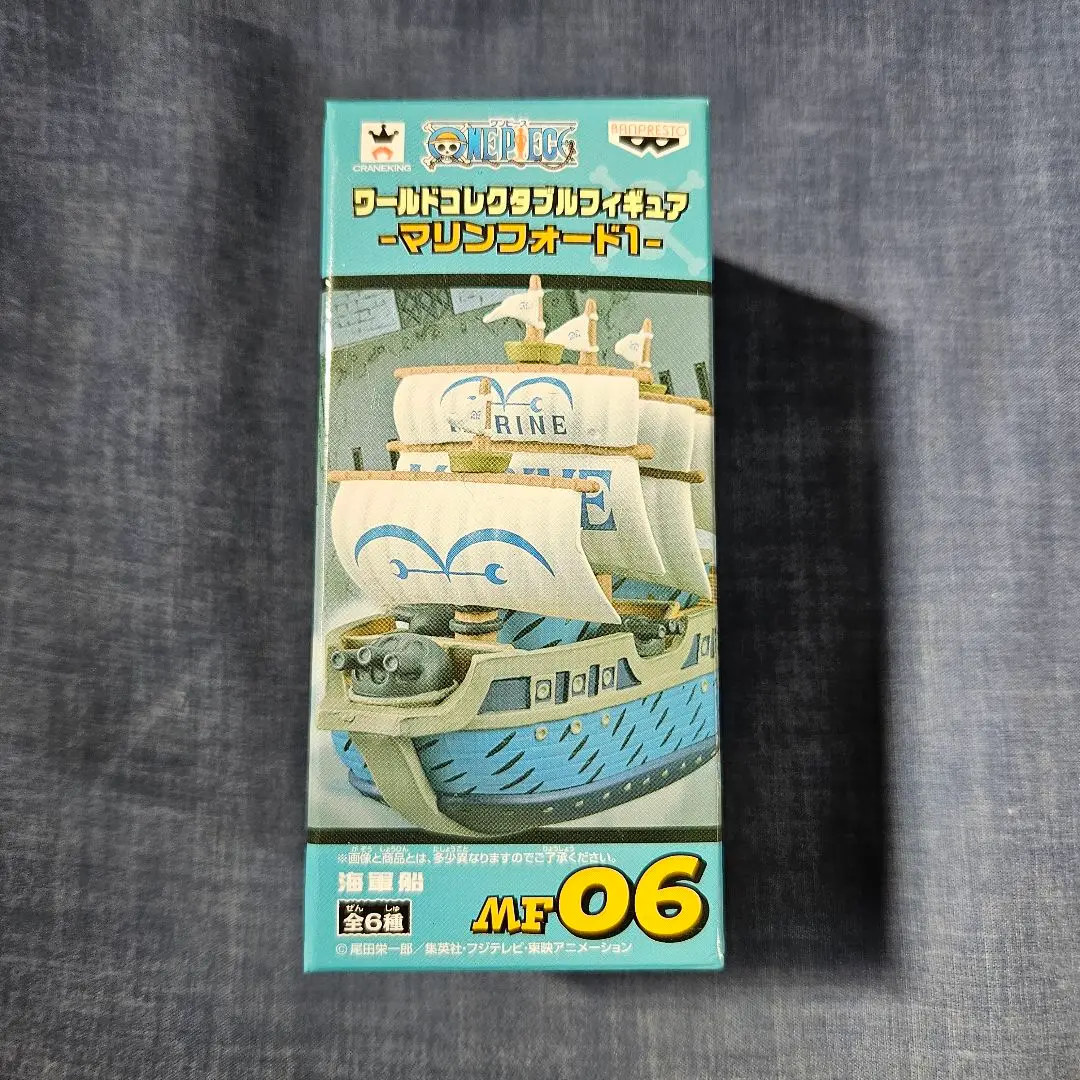 CRANEKING
ワンピース
ONE PIECE
BANPRESTO
ワールドコレクタブルフィギュア
-マリンフォード1-
MARINE
※画像と商品とは、多少異なりますのでご了承ください。
海軍船
全6種
MF06
© 尾田栄一郎／集英社・フジテレビ・東映アニメーション